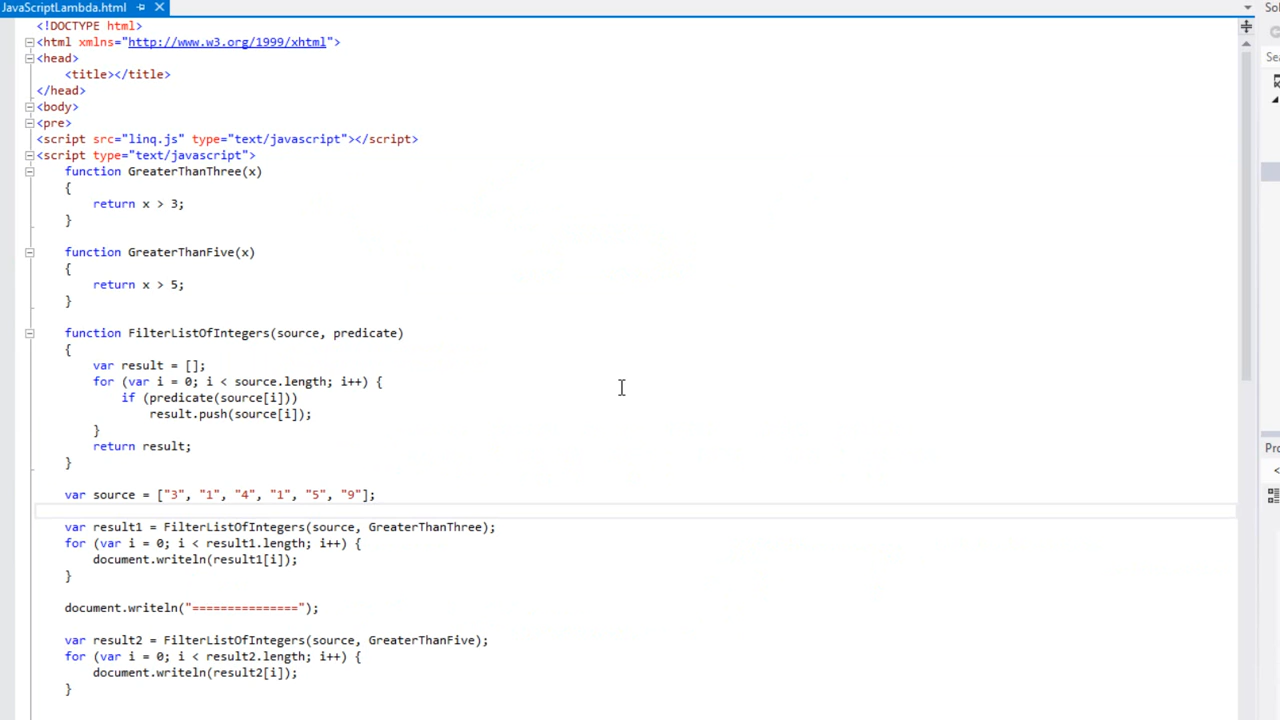 JavaScriptLambda.html
Sol
<!DOCTYPE html>
<html xmlns="http://www.w3.org/1999/xhtml">
<head>
Sea
<title></title>
</head>
<body>
<pre>
<script src="linq.js" type="text/javascript"></script>
<script type="text/javascript">
function GreaterThanThree(x)
{
return x > 3;
}
function GreaterThanFive(x)
{
return x > 5;
}
function FilterListOfIntegers(source, predicate)
{
var result = [];
for (var i = 0; i < source.length; i++) {
if (predicate(source[i]))
result.push(source[i]);
}
return result;
Pro
}
var source = ["3", "1", "4", "1", "5", "9"];
var result1 = FilterListOfIntegers(source, GreaterThanThree);
for (var i = 0; i < result1.length; i++) {
document.writeln(result1[i]);
}
document.writeln("===============");
var result2 = FilterListOfIntegers(source, GreaterThanFive);
for (var i = 0; i < result2.length; i++) {
document.writeln(result2[i]);
}